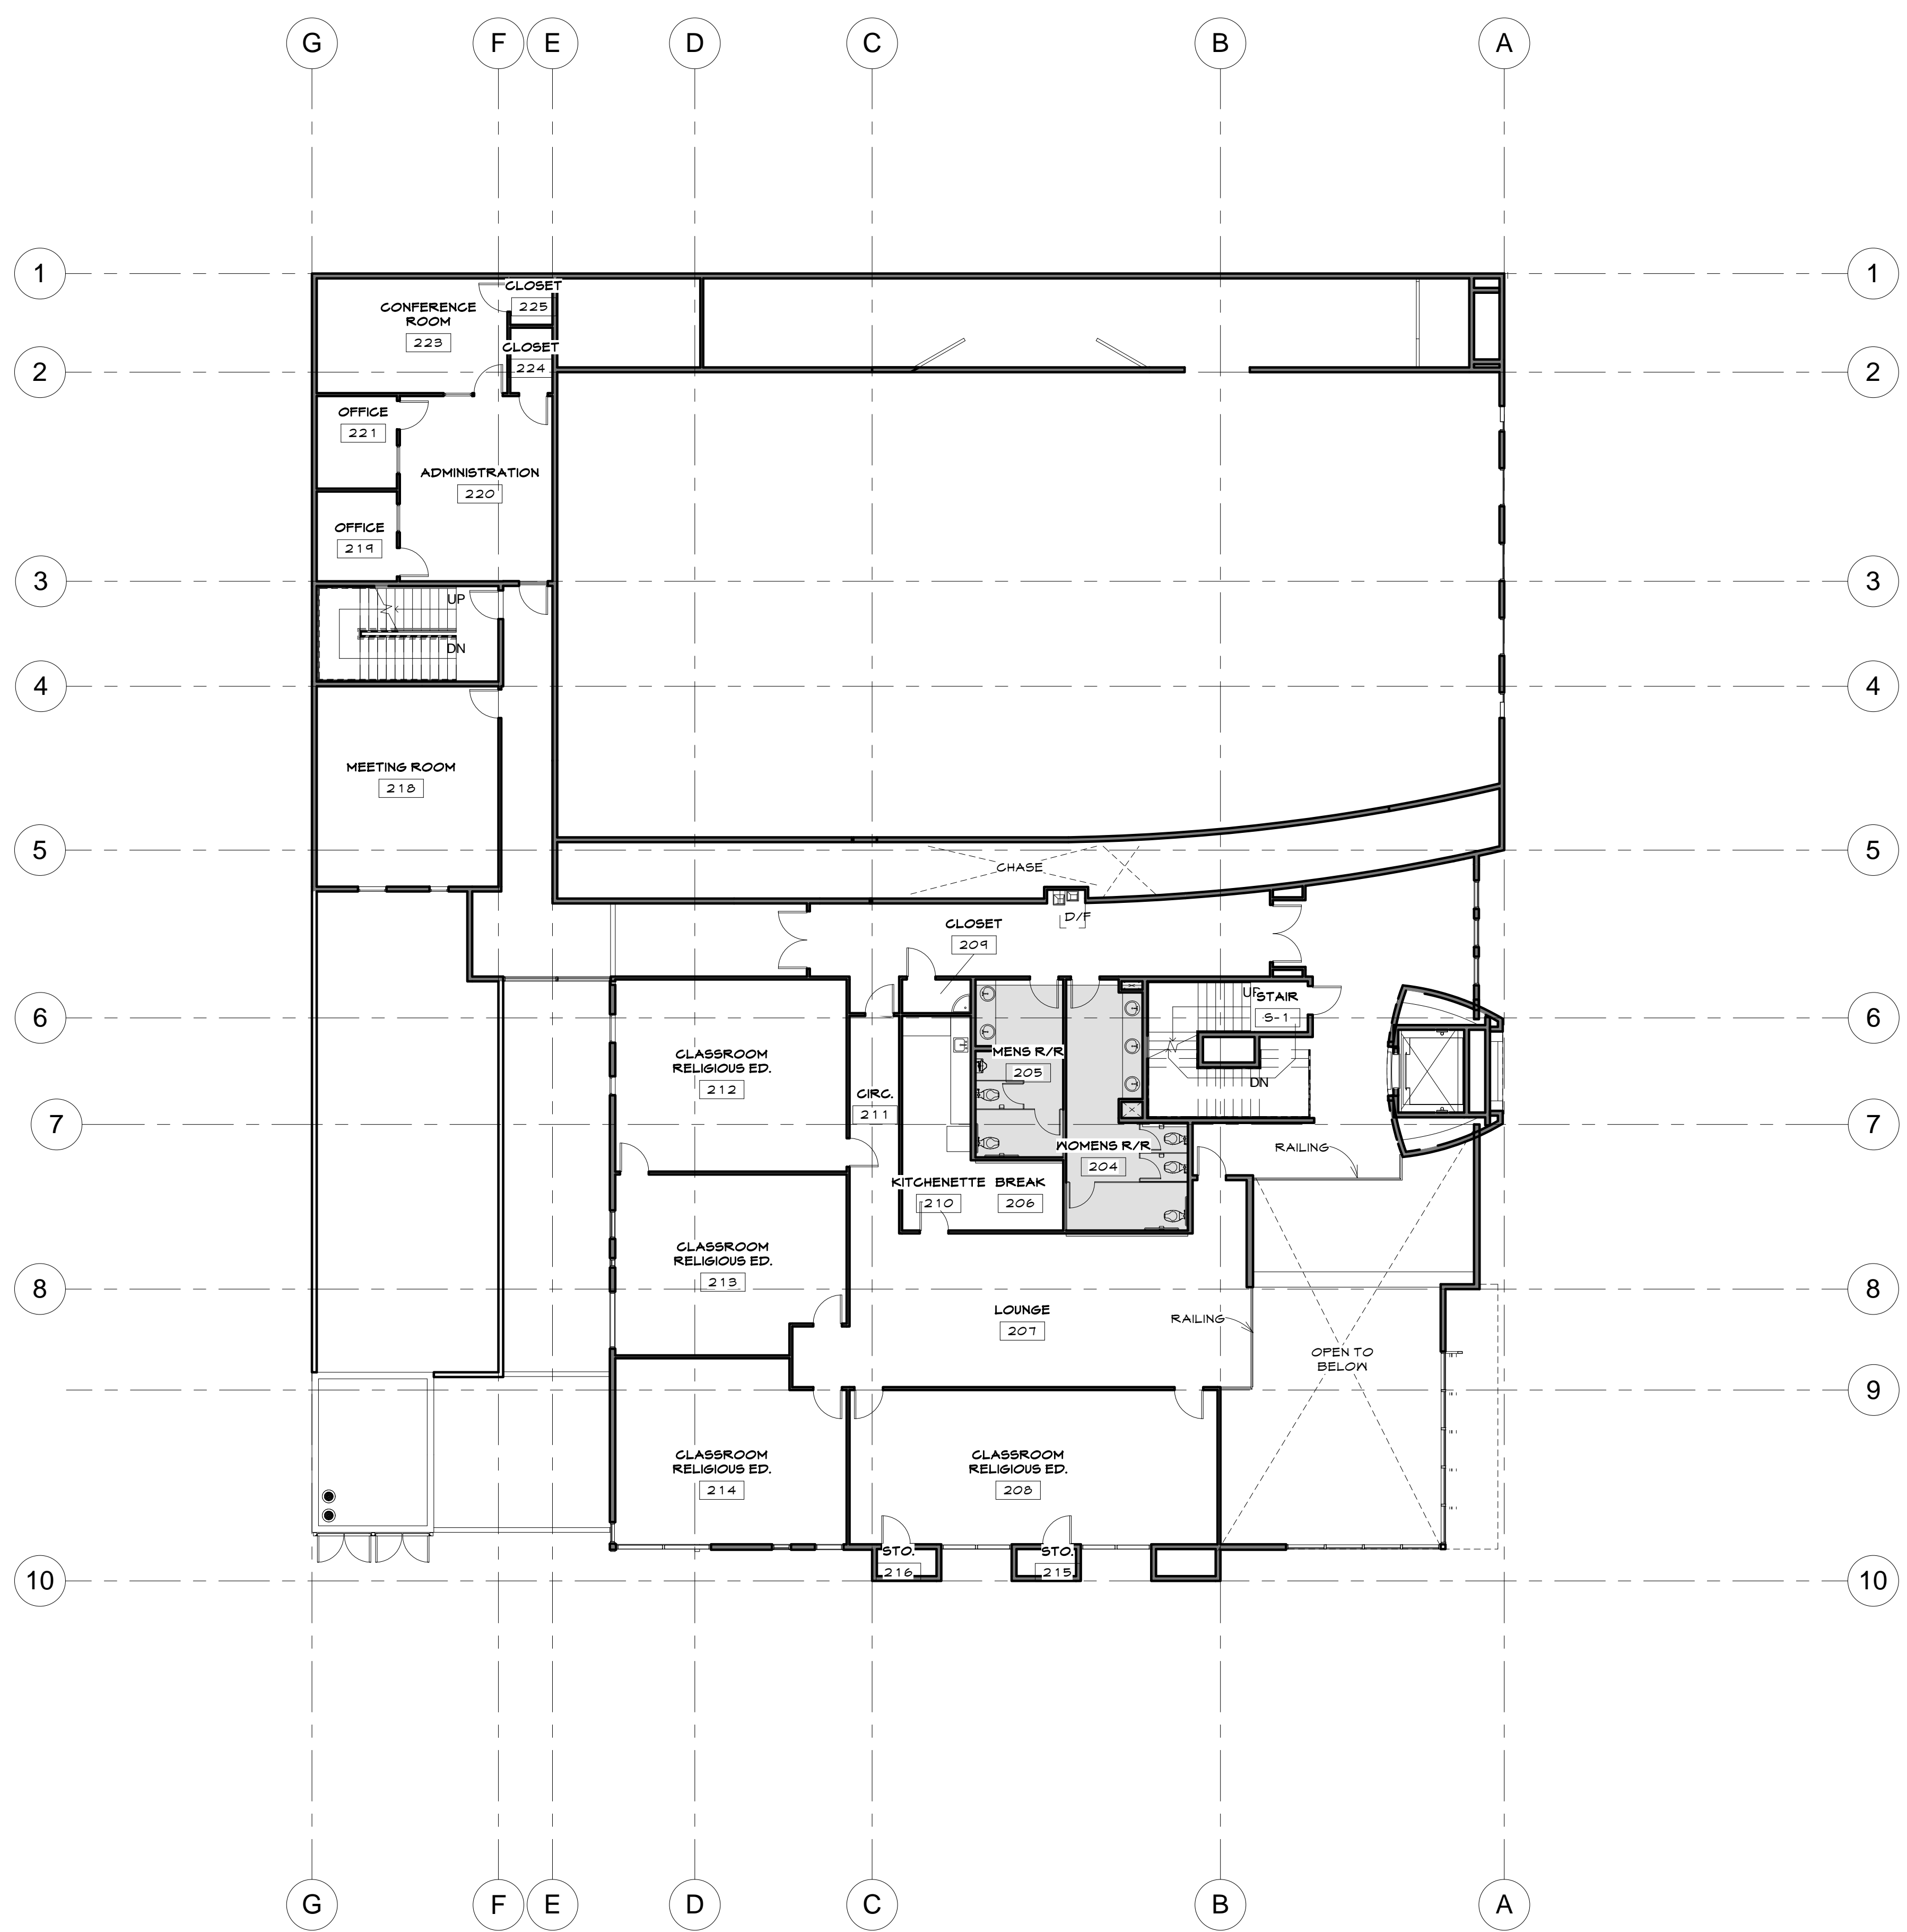 G F E D C B A
1 1
CLOSET
225
CONFERENCE
ROOM
223
CLOSET
224
2 2
OFFICE
221
ADMINISTRATION
220
OFFICE
219
3 3
UP
DN
4 4
MEETING ROOM
218
5 5
CHASE
D/F
CLOSET
209
UP
STAIR
S-1
6 6
MENS R/R
205
CLASSROOM
RELIGIOUS ED.
212
DN
CIRC.
211
7 7
WOMENS R/R
204
RAILING
KITCHENETTE
210
BREAK
206
CLASSROOM
RELIGIOUS ED.
213
8 8
LOUNGE
207
RAILING
OPEN TO
BELOW
9
CLASSROOM
RELIGIOUS ED.
214
CLASSROOM
RELIGIOUS ED.
208
STO.
216
STO.
215
10 10
G F E D C B A